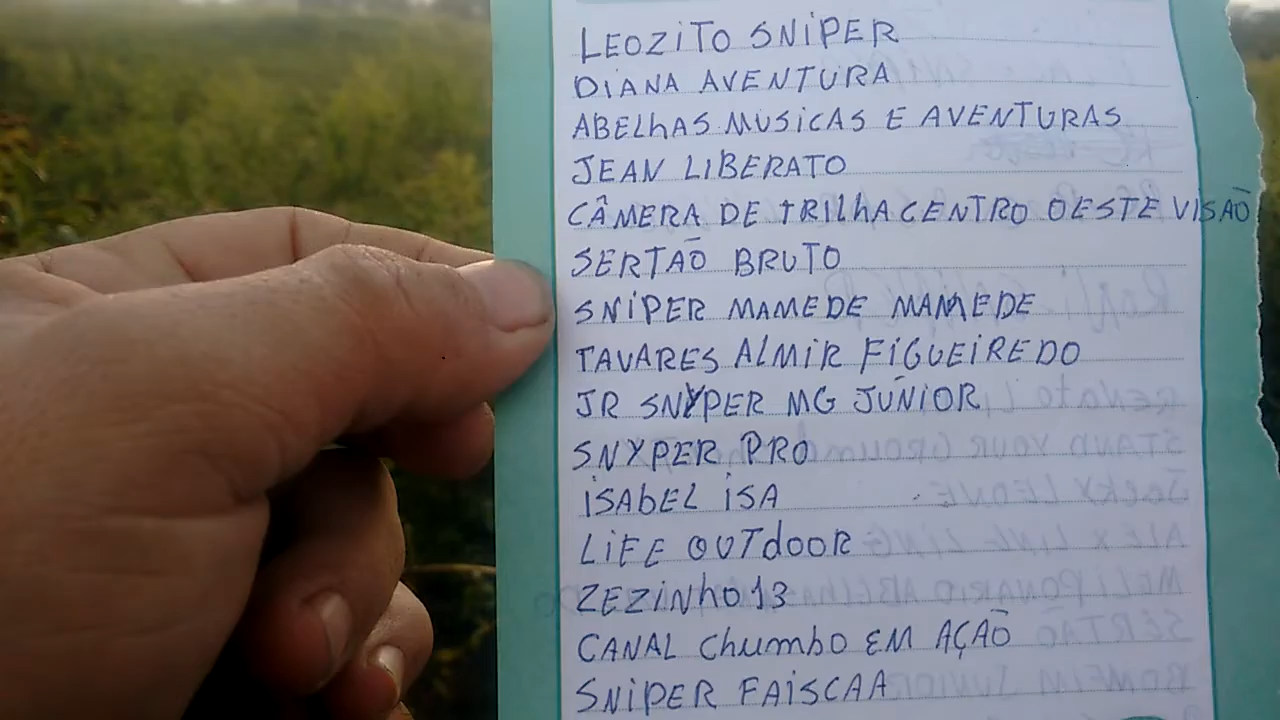 LEOZITO SNIPER
DIANA AVENTURA
ABELHAS MUSICAS E AVENTURAS
JEAN LIBERATO
CÂMERA DE TRILHA CENTRO OESTE VISÃO
SERTÃO BRUTO
SNIPER MAMEDE MAMEDE
TAVARES ALMIR FIGUEIREDO
JR SNYPER MG JÚNIOR
SNYPER PRO
ISABEL ISA
LIFE OUTdOOR
ZEZINhO 13
CANAL Chumbo EM AÇÃO
SNIPER FAISCAA